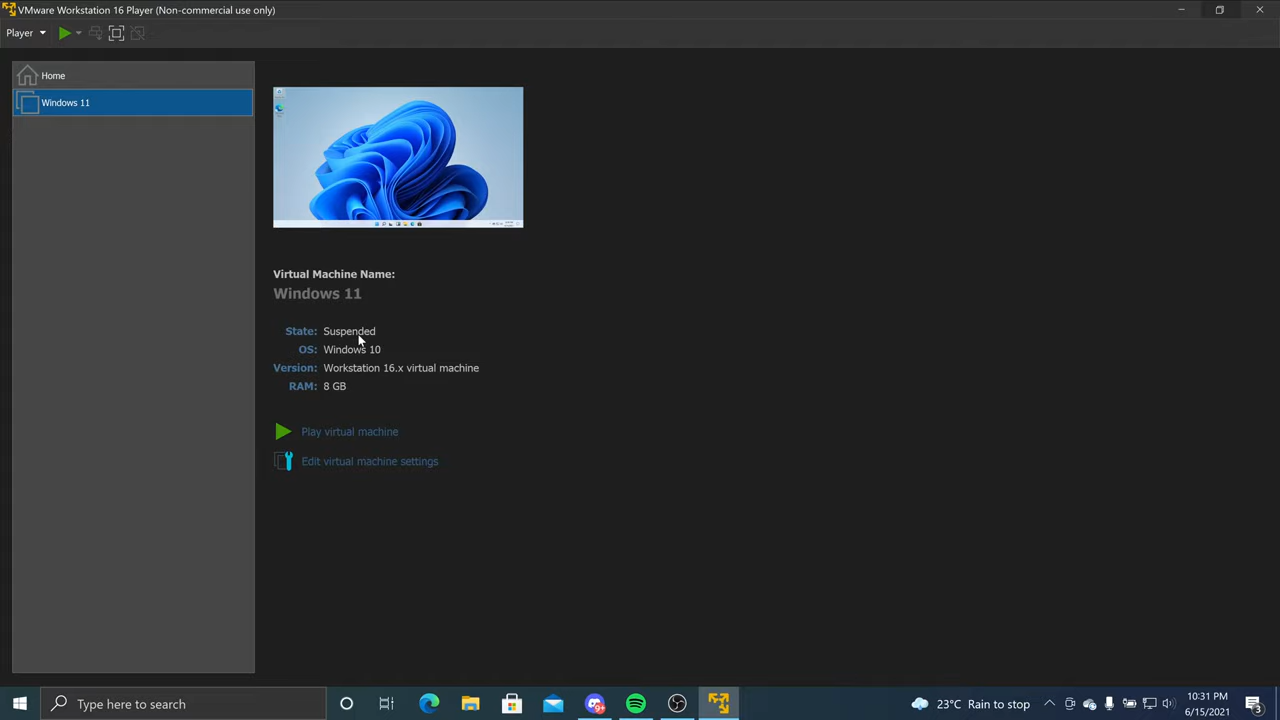 VMware Workstation 16 Player (Non-commercial use only)
Player
Home
Windows 11
Virtual Machine Name:
Windows 11
State: Suspended
OS: Windows 10
Version: Workstation 16.x virtual machine
RAM: 8 GB
Play virtual machine
Edit virtual machine settings
Type here to search
23°C Rain to stop
10:31 PM
6/15/2021
3